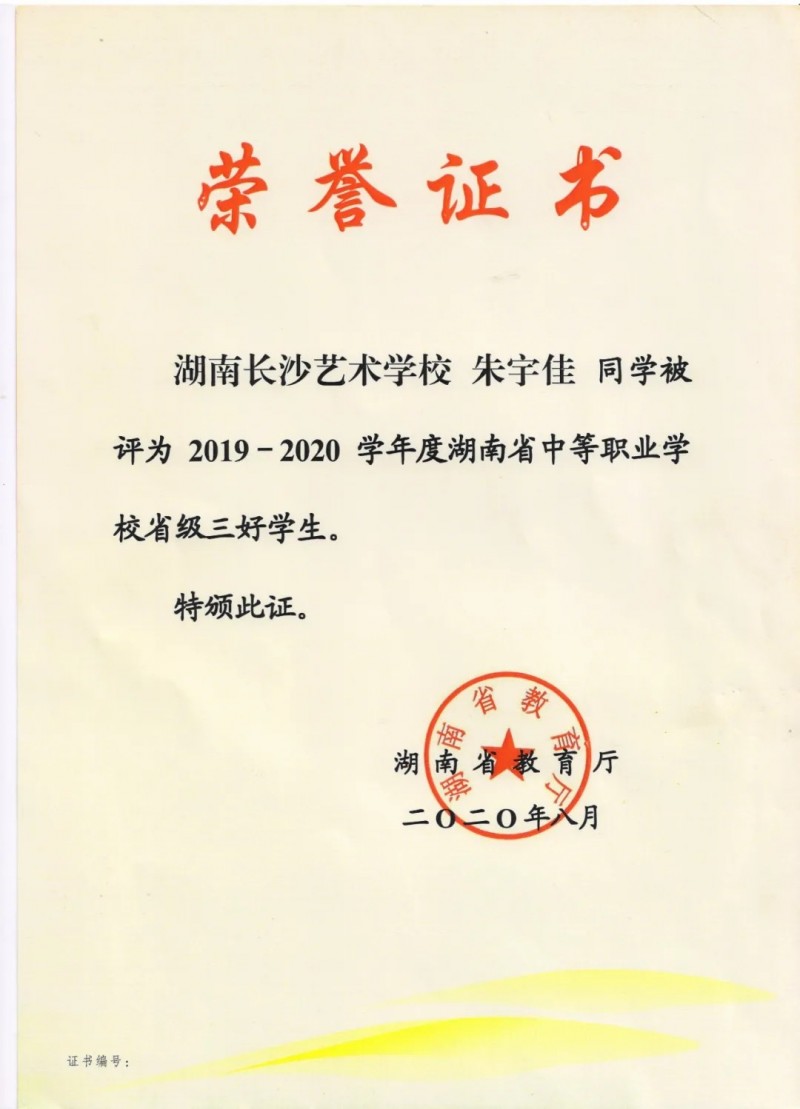 荣誉证书
湖南长沙艺术学校 朱宇佳 同学被
评为 2019-2020 学年度湖南省中等职业学
校省级三好学生。
特颁此证。
湖南省教育厅
湖南省教育厅
二〇二〇年八月
证书编号：